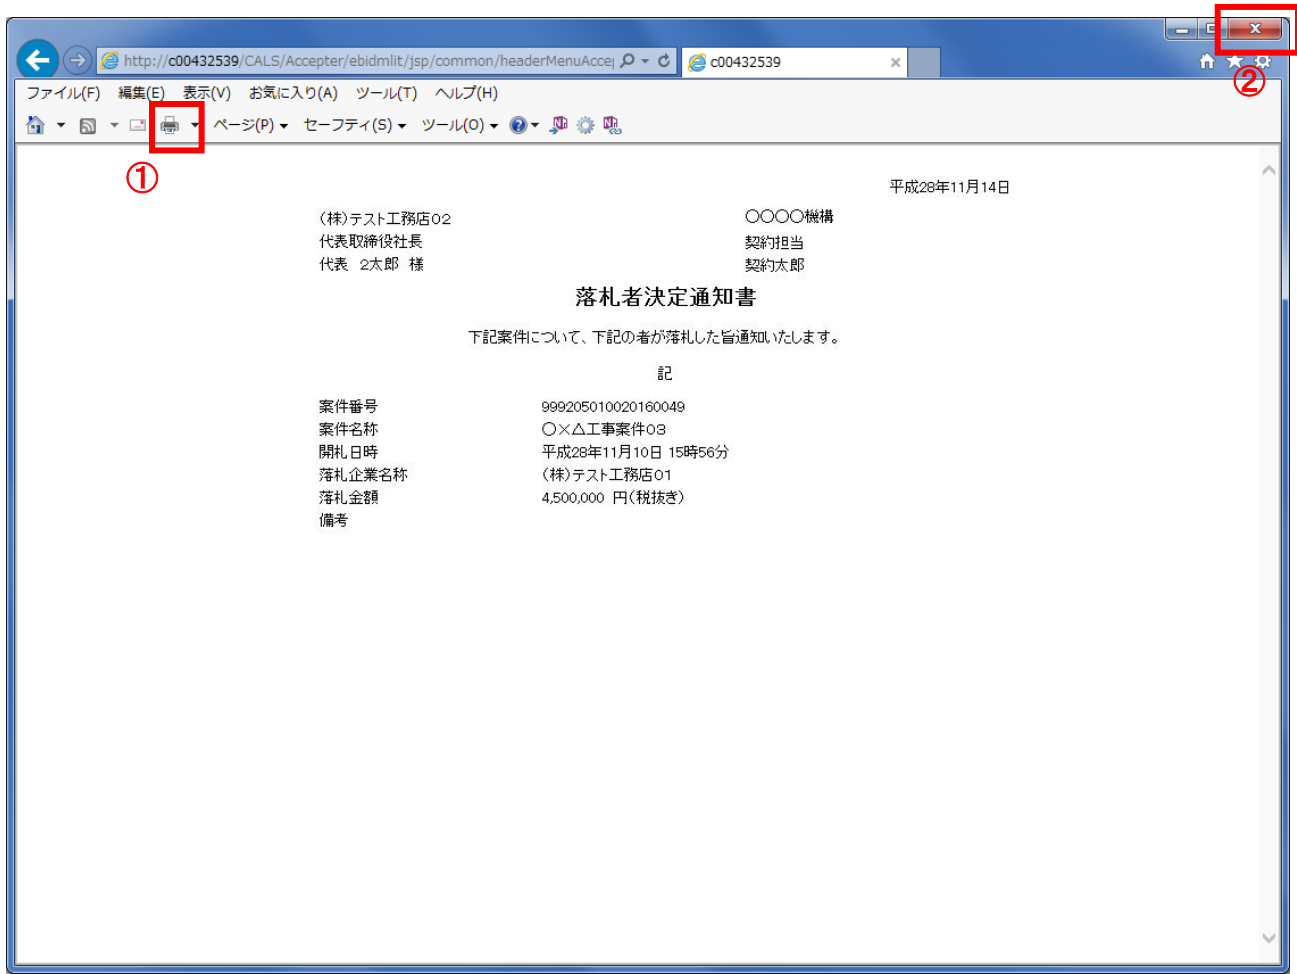 http://c00432539/CALS/Accepter/ebidmlit/jsp/common/headerMenuAcce
c00432539
②
ファイル(F) 編集(E) 表示(V) お気に入り(A) ツール(T) ヘルプ(H)
ページ(P) セーフティ(S) ツール(O)
①
平成28年11月14日
(株)テスト工務店02
〇〇〇〇機構
代表取締役社長
契約担当
代表 2太郎 様
契約太郎
落札者決定通知書
下記案件について、下記の者が落札した旨通知いたします。
記
案件番号 999205010020160049
案件名称 〇×△工事案件03
開札日時 平成28年11月10日 15時56分
落札企業名称 (株)テスト工務店01
落札金額 4,500,000 円(税抜き)
備考